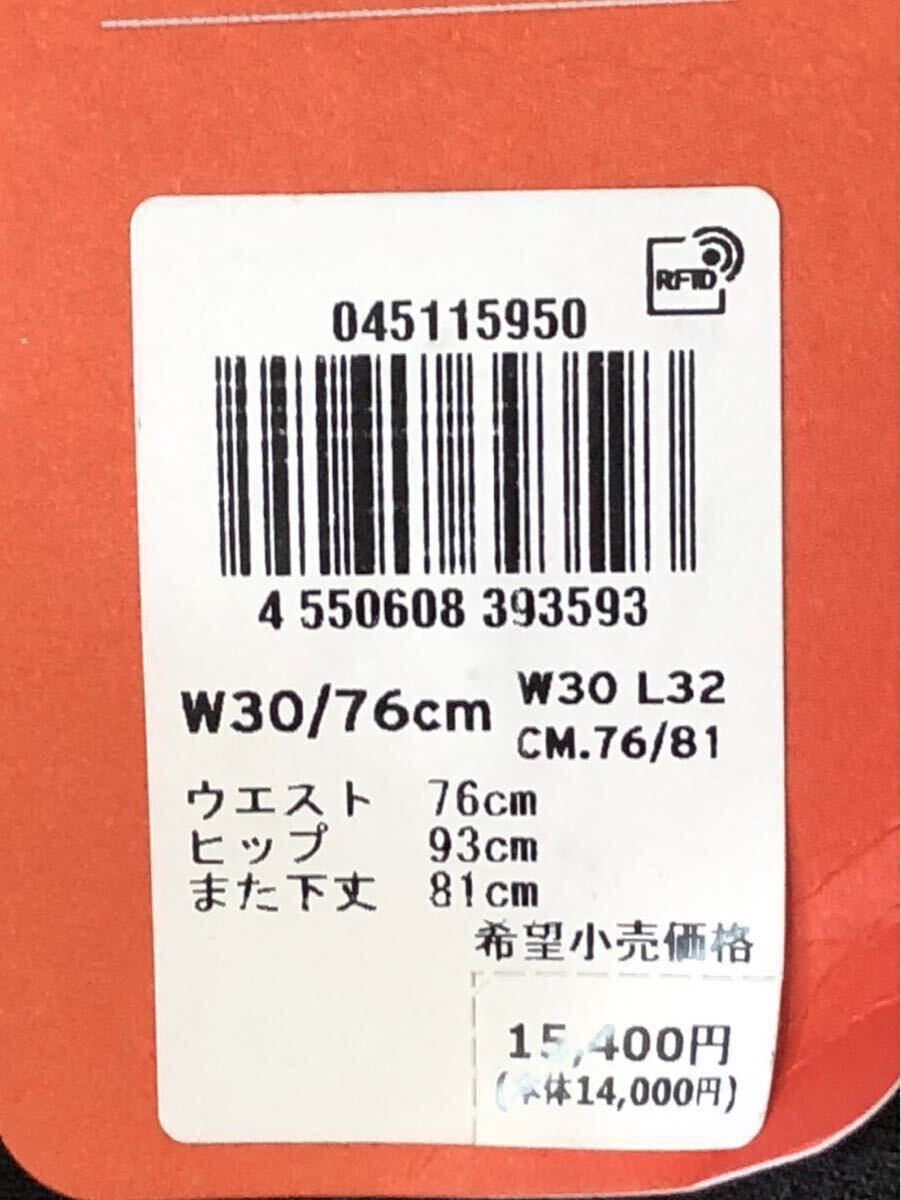 RFID
045115950
4 550608 393593
W30/76cm
W30 L32
CM.76/81
ウエスト 76cm
ヒップ 93cm
また下丈 81cm
希望小売価格
15,400円
(本体14,000円)